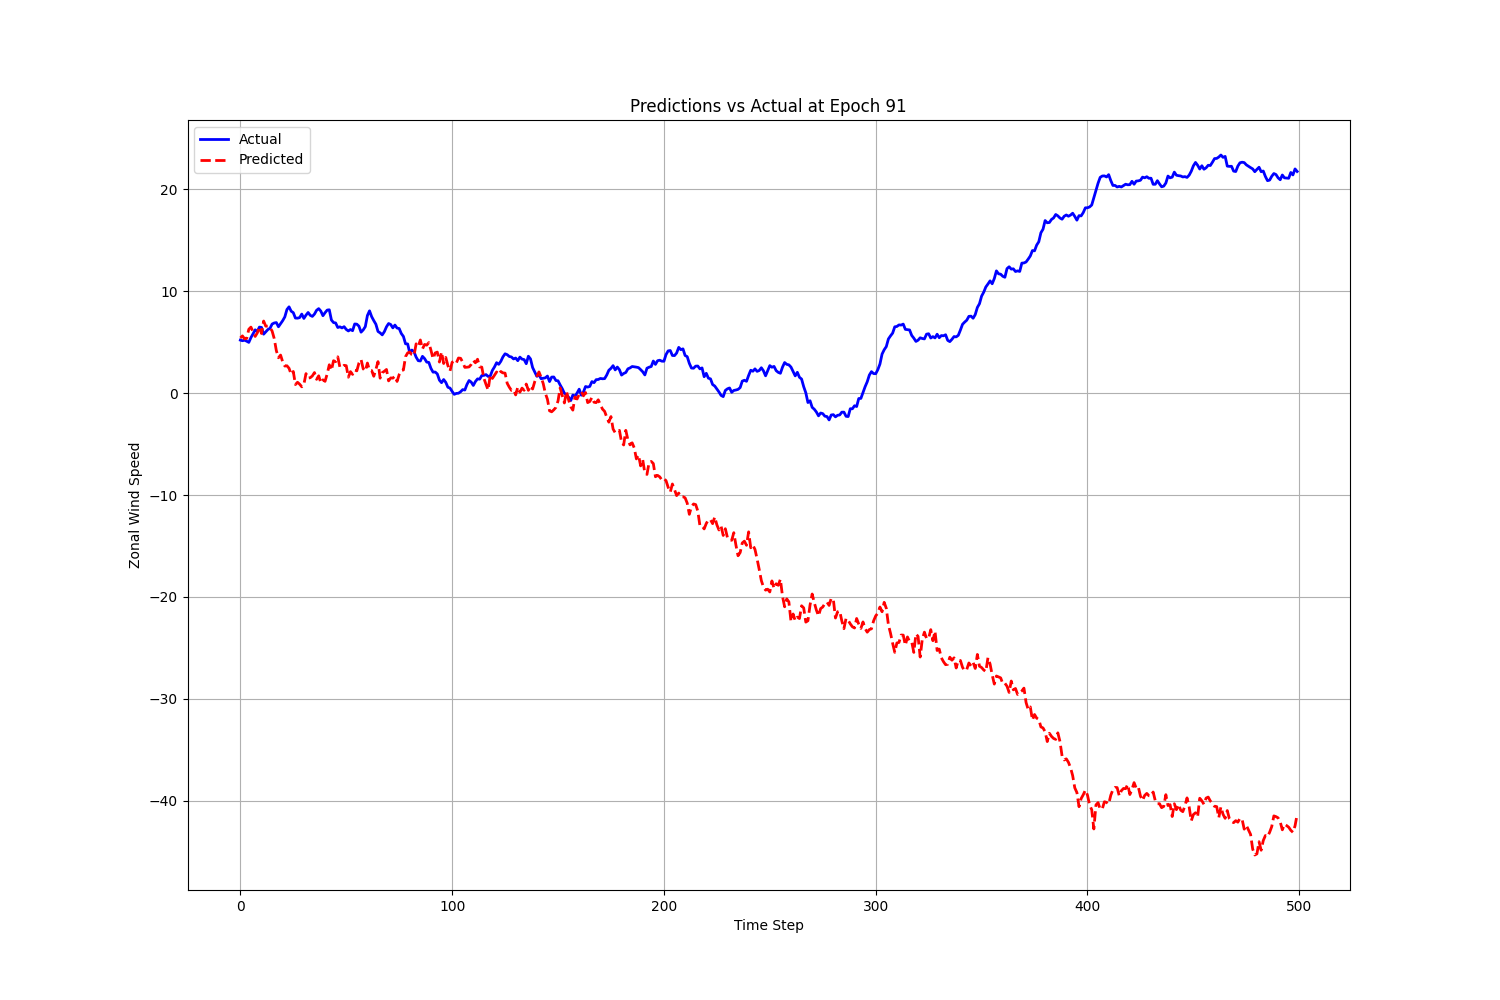 Predictions vs Actual at Epoch 91
Actual
Predicted
Zonal Wind Speed
20
10
0
−10
−20
−30
−40
0 100 200 300 400 500
Time Step